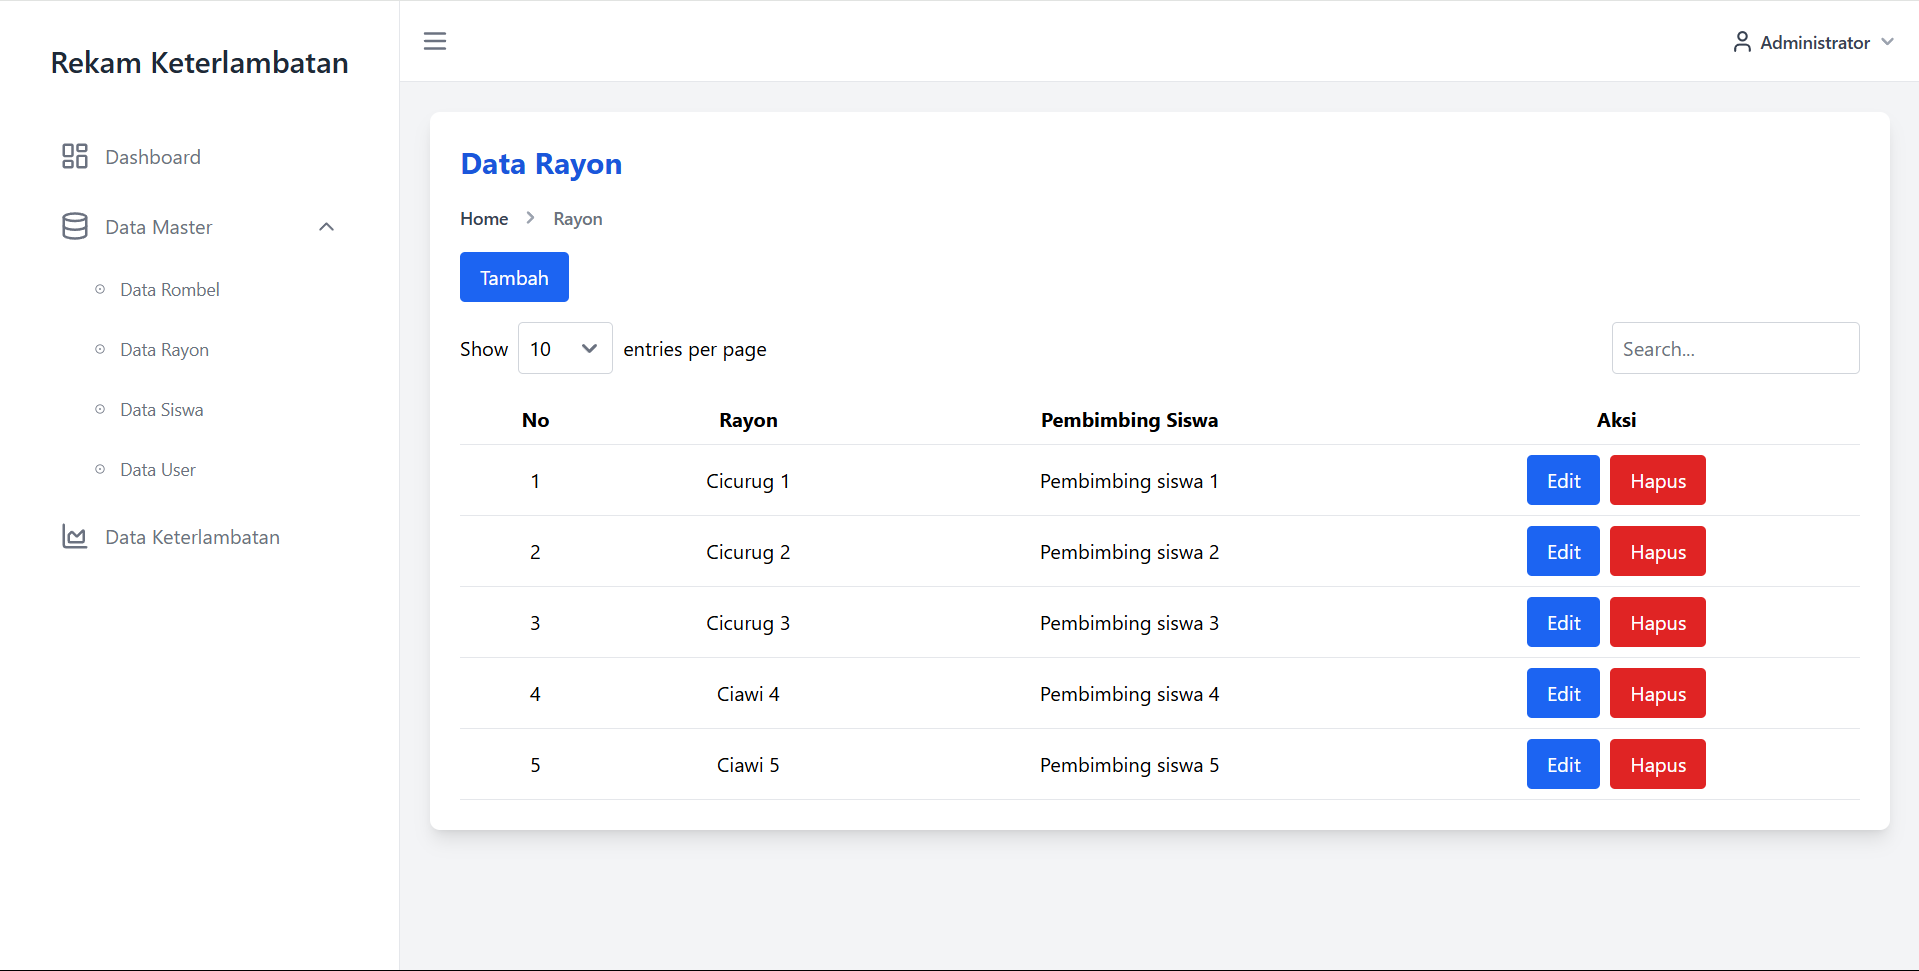 Rekam Keterlambatan
Dashboard
Data Master
Data Rombel
Data Rayon
Data Siswa
Data User
Data Keterlambatan
Administrator
Data Rayon
Home Rayon
Tambah
Show 10 entries per page Search...
No Rayon Pembimbing Siswa Aksi
1 Cicurug 1 Pembimbing siswa 1 Edit Hapus
2 Cicurug 2 Pembimbing siswa 2 Edit Hapus
3 Cicurug 3 Pembimbing siswa 3 Edit Hapus
4 Ciawi 4 Pembimbing siswa 4 Edit Hapus
5 Ciawi 5 Pembimbing siswa 5 Edit Hapus